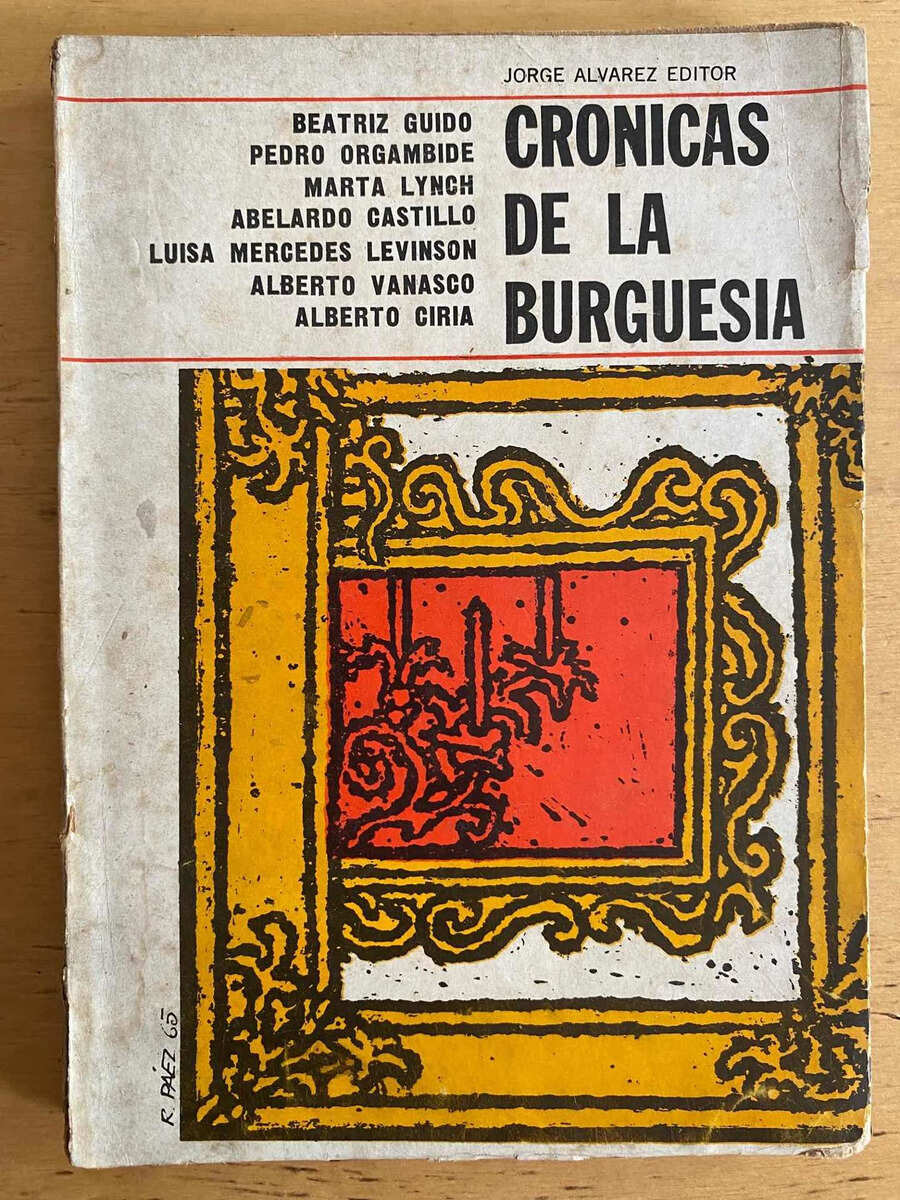 JORGE ALVAREZ EDITOR
BEATRIZ GUIDO
PEDRO ORGAMBIDE
MARTA LYNCH
ABELARDO CASTILLO
LUISA MERCEDES LEVINSON
ALBERTO VANASCO
ALBERTO CIRIA
CRONICAS
DE LA
BURGUESIA
R. PÁEZ 65